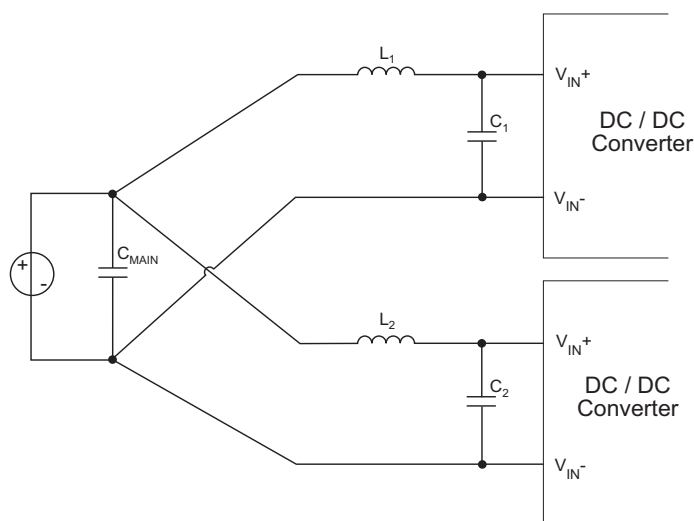 L1
VIN+
C1
DC / DC
Converter
VIN-
CMAIN
+
-
L2
VIN+
C2
DC / DC
Converter
VIN-